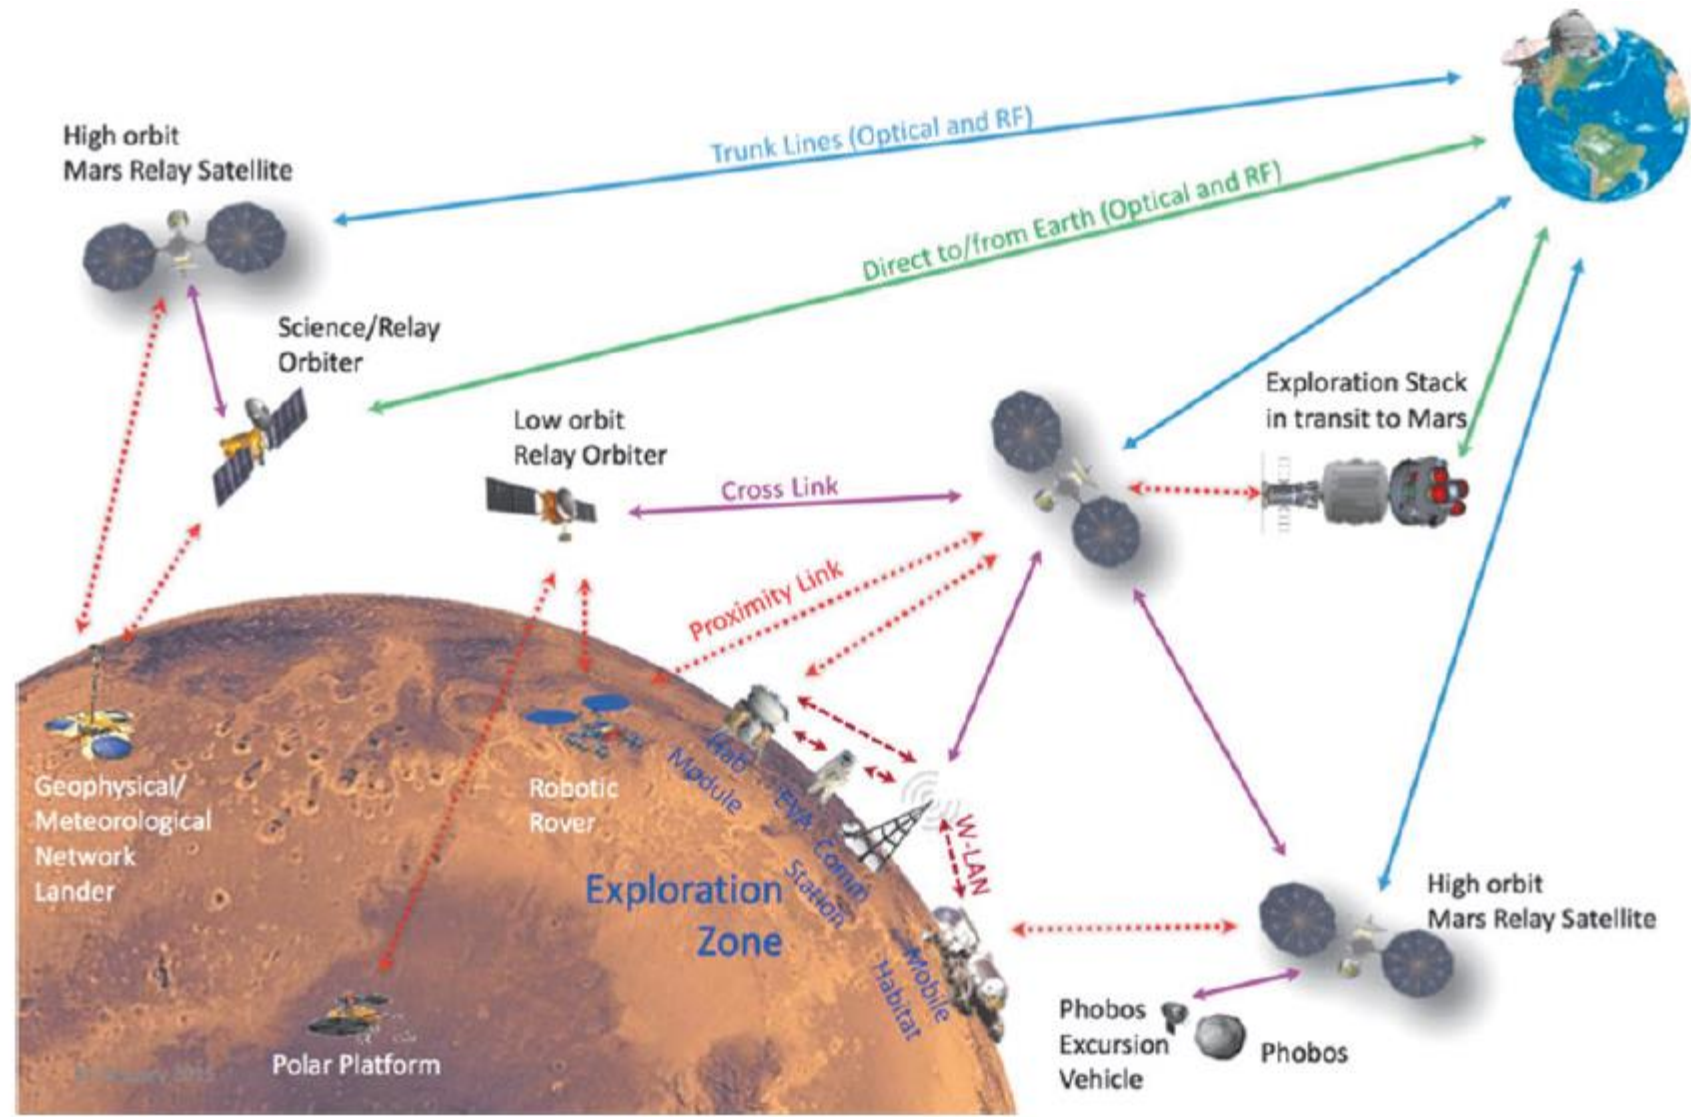 High orbit
Mars Relay Satellite
Trunk Lines (Optical and RF)
Direct to/from Earth (Optical and RF)
Science/Relay
Orbiter
Low orbit
Relay Orbiter
Exploration Stack
in transit to Mars
Cross Link
Proximity Link
Geophysical/
Meteorological
Network
Lander
Robotic
Rover
Hab
Module
EVA
Comm
Station
W-LAN
Exploration
Zone
Mobile
Habitat
High orbit
Mars Relay Satellite
Phobos
Excursion
Vehicle
Phobos
Polar Platform